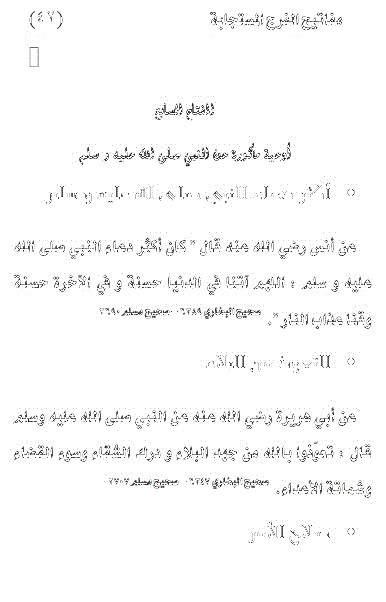 مفاتيح الفرج المستجابة (٤٧)
المفتاح السابع
أدعية مأثورة عن النبي صلى الله عليه و سلم
أكثر دعاء النبي صلى الله عليه وسلم
عن أنس رضي الله عنه قال " كان أكثر دعاء النبي صلى الله
عليه و سلم : اللهم آتنا في الدنيا حسنة و في الآخرة حسنة
وقنا عذاب النار ". صحيح البخاري ٦٣٨٩ - صحيح مسلم ٢٦٩٠
التعوذ من البلاء
عن أبي هريرة رضي الله عنه عن النبي صلى الله عليه وسلم
قال : تعوّذوا بالله من جهد البلاء و درك الشقاء وسوء القضاء
وشماتة الأعداء. صحيح البخاري ٦٣٤٧ - صحيح مسلم ٢٧٠٧
صلاح الأمر